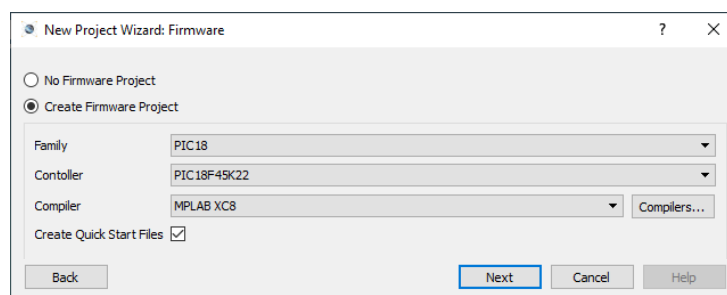 New Project Wizard: Firmware ? X
No Firmware Project
Create Firmware Project
Family PIC18
Contoller PIC18F45K22
Compiler MPLAB XC8 Compilers...
Create Quick Start Files
Back Next Cancel Help